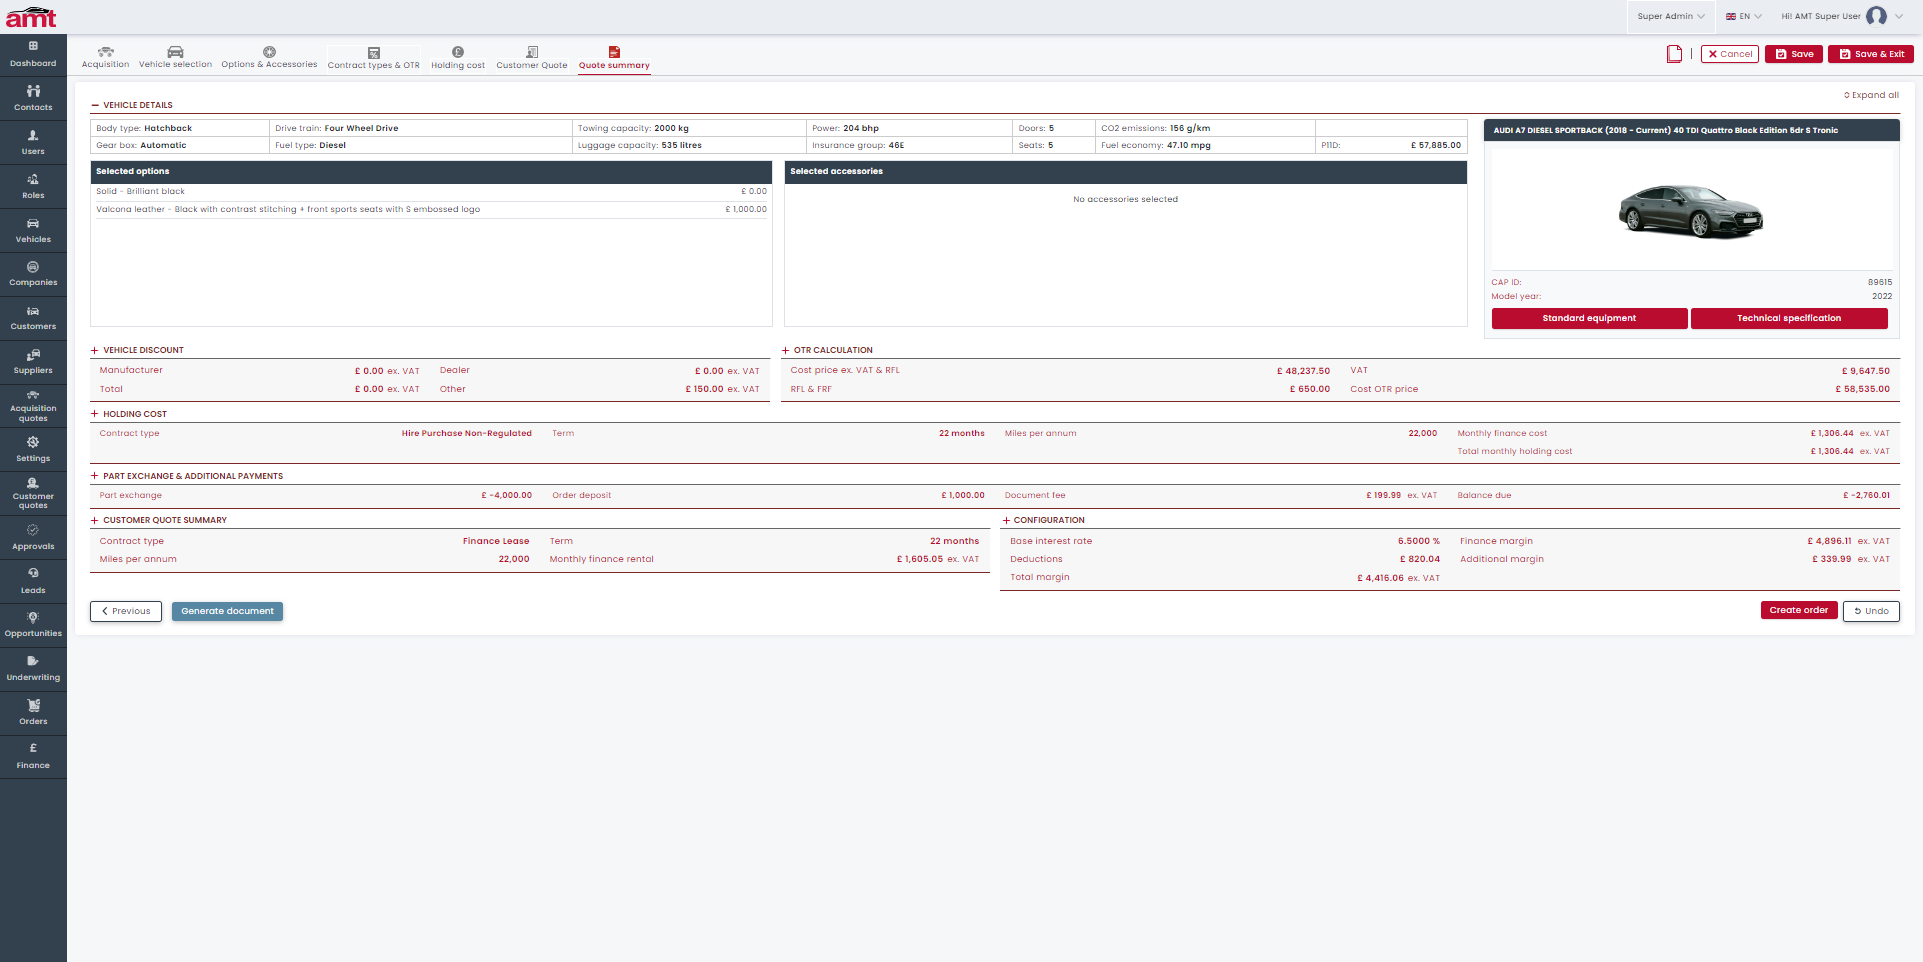 amt
Super Admin
EN
Hi! AMT Super User
Dashboard
Contacts
Users
Roles
Vehicles
Companies
Customers
Suppliers
Acquisition
quotes
Settings
Customer
quotes
Approvals
Leads
Opportunities
Underwriting
Orders
Finance
Acquisition
Vehicle selection
Options & Accessories
Contract types & OTR
Holding cost
Customer Quote
Quote summary
Cancel
Save
Save & Exit
Expand all
VEHICLE DETAILS
Body type: Hatchback
Drive train: Four Wheel Drive
Towing capacity: 2000 kg
Power: 204 bhp
Doors: 5
CO2 emissions: 156 g/km
Gear box: Automatic
Fuel type: Diesel
Luggage capacity: 535 litres
Insurance group: 46E
Seats: 5
Fuel economy: 47.10 mpg
P11D: £ 57,885.00
Selected options
Solid - Brilliant black £ 0.00
Valcona leather - Black with contrast stitching + front sports seats with S embossed logo £ 1,000.00
Selected accessories
No accessories selected
AUDI A7 DIESEL SPORTBACK (2018 - Current) 40 TDI Quattro Black Edition 5dr S Tronic
CAP ID: 89615
Model year: 2022
Standard equipment
Technical specification
VEHICLE DISCOUNT
Manufacturer £ 0.00 ex. VAT Dealer £ 0.00 ex. VAT
Total £ 0.00 ex. VAT Other £ 150.00 ex. VAT
OTR CALCULATION
Cost price ex. VAT & RFL £ 48,237.50 VAT £ 9,647.50
RFL & FRF £ 650.00 Cost OTR price £ 58,535.00
HOLDING COST
Contract type Hire Purchase Non-Regulated Term 22 months Miles per annum 22,000 Monthly finance cost £ 1,306.44 ex. VAT
Total monthly holding cost £ 1,306.44 ex. VAT
PART EXCHANGE & ADDITIONAL PAYMENTS
Part exchange £ -4,000.00 Order deposit £ 1,000.00 Document fee £ 199.99 ex. VAT Balance due £ -2,760.01
CUSTOMER QUOTE SUMMARY
Contract type Finance Lease Term 22 months
Miles per annum 22,000 Monthly finance rental £ 1,605.05 ex. VAT
CONFIGURATION
Base interest rate 6.5000 % Finance margin £ 4,896.11 ex. VAT
Deductions £ 820.04 Additional margin £ 339.99 ex. VAT
Total margin £ 4,416.06 ex. VAT
Previous
Generate document
Create order
Undo